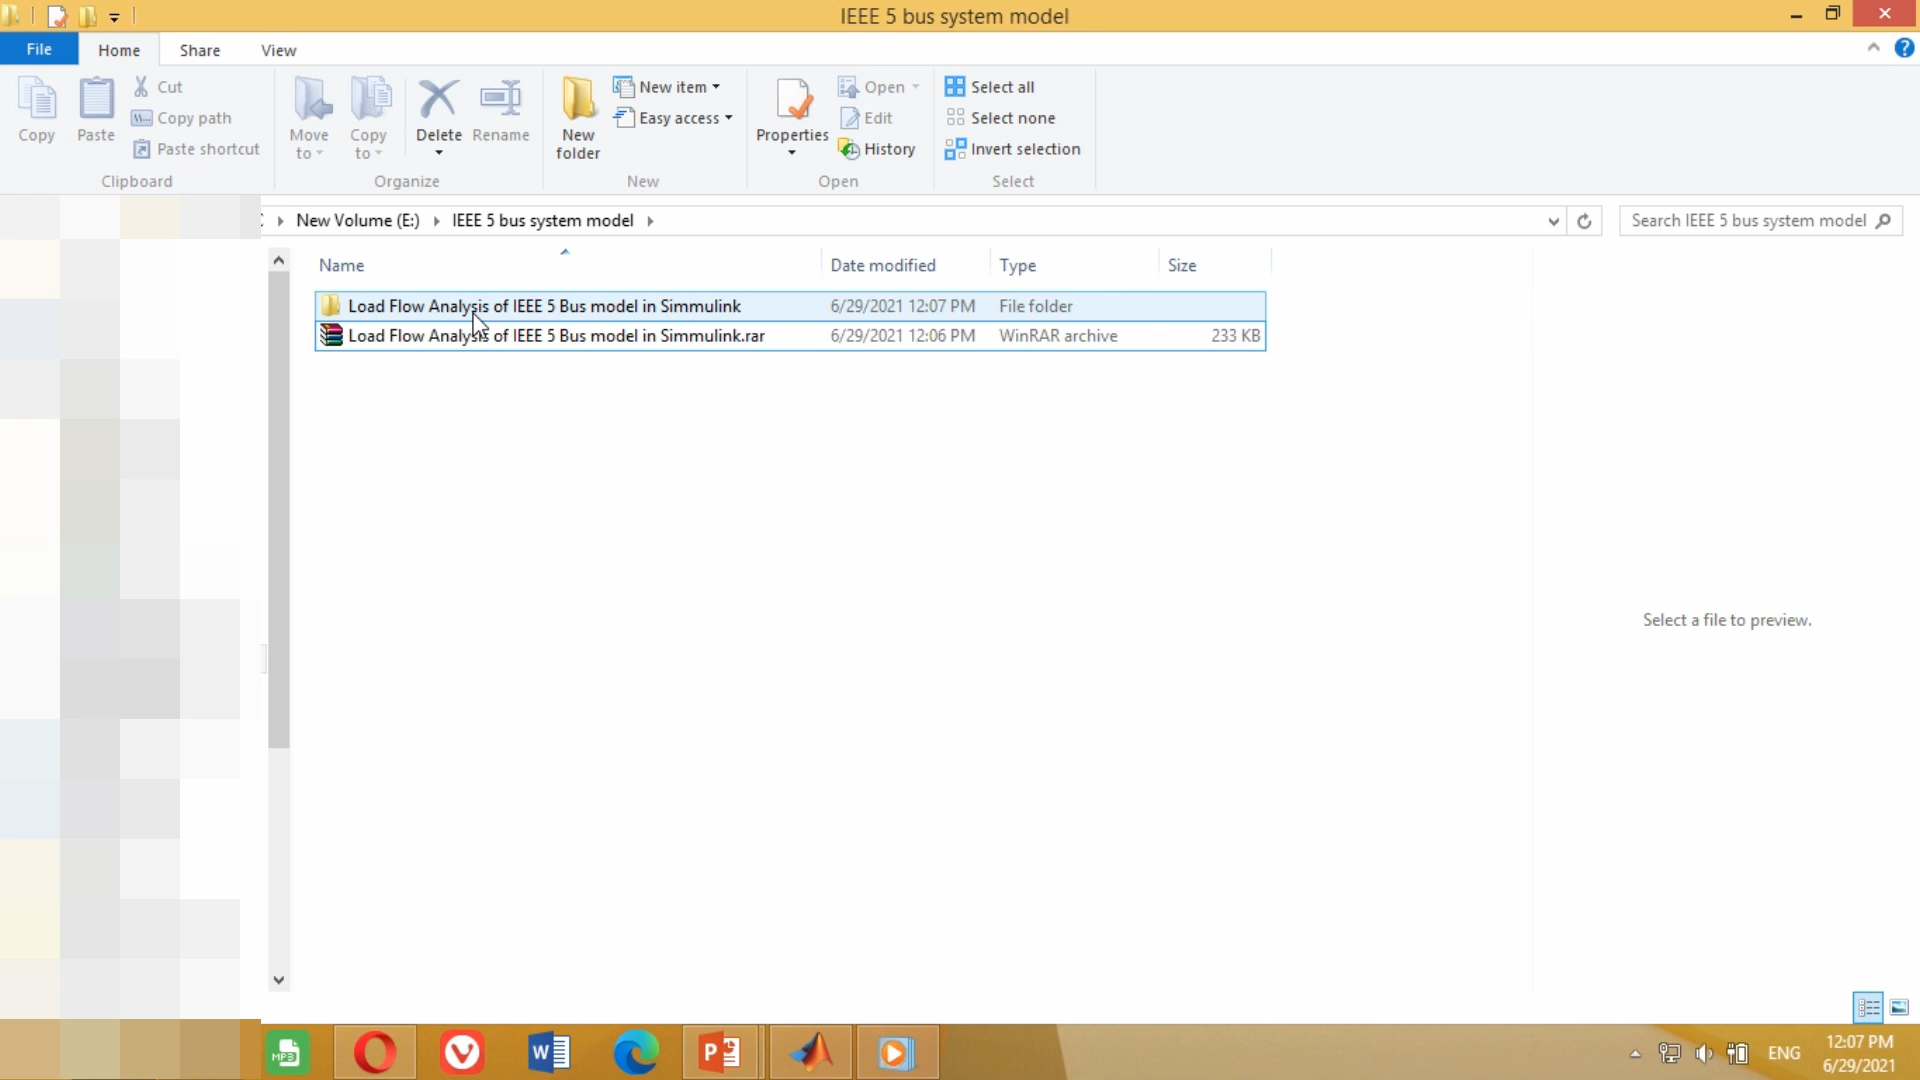 IEEE 5 bus system model
File Home Share View
Copy
Paste
Cut
Copy path
Paste shortcut
Clipboard
Move to
Copy to
Delete
Rename
Organize
New folder
New item
Easy access
New
Properties
Open
Edit
History
Open
Select all
Select none
Invert selection
Select
New Volume (E:) IEEE 5 bus system model
Search IEEE 5 bus system model
Name Date modified Type Size
Load Flow Analysis of IEEE 5 Bus model in Simmulink 6/29/2021 12:07 PM File folder
Load Flow Analysis of IEEE 5 Bus model in Simmulink.rar 6/29/2021 12:06 PM WinRAR archive 233 KB
Select a file to preview.
MP3
W
P
ENG
12:07 PM
6/29/2021